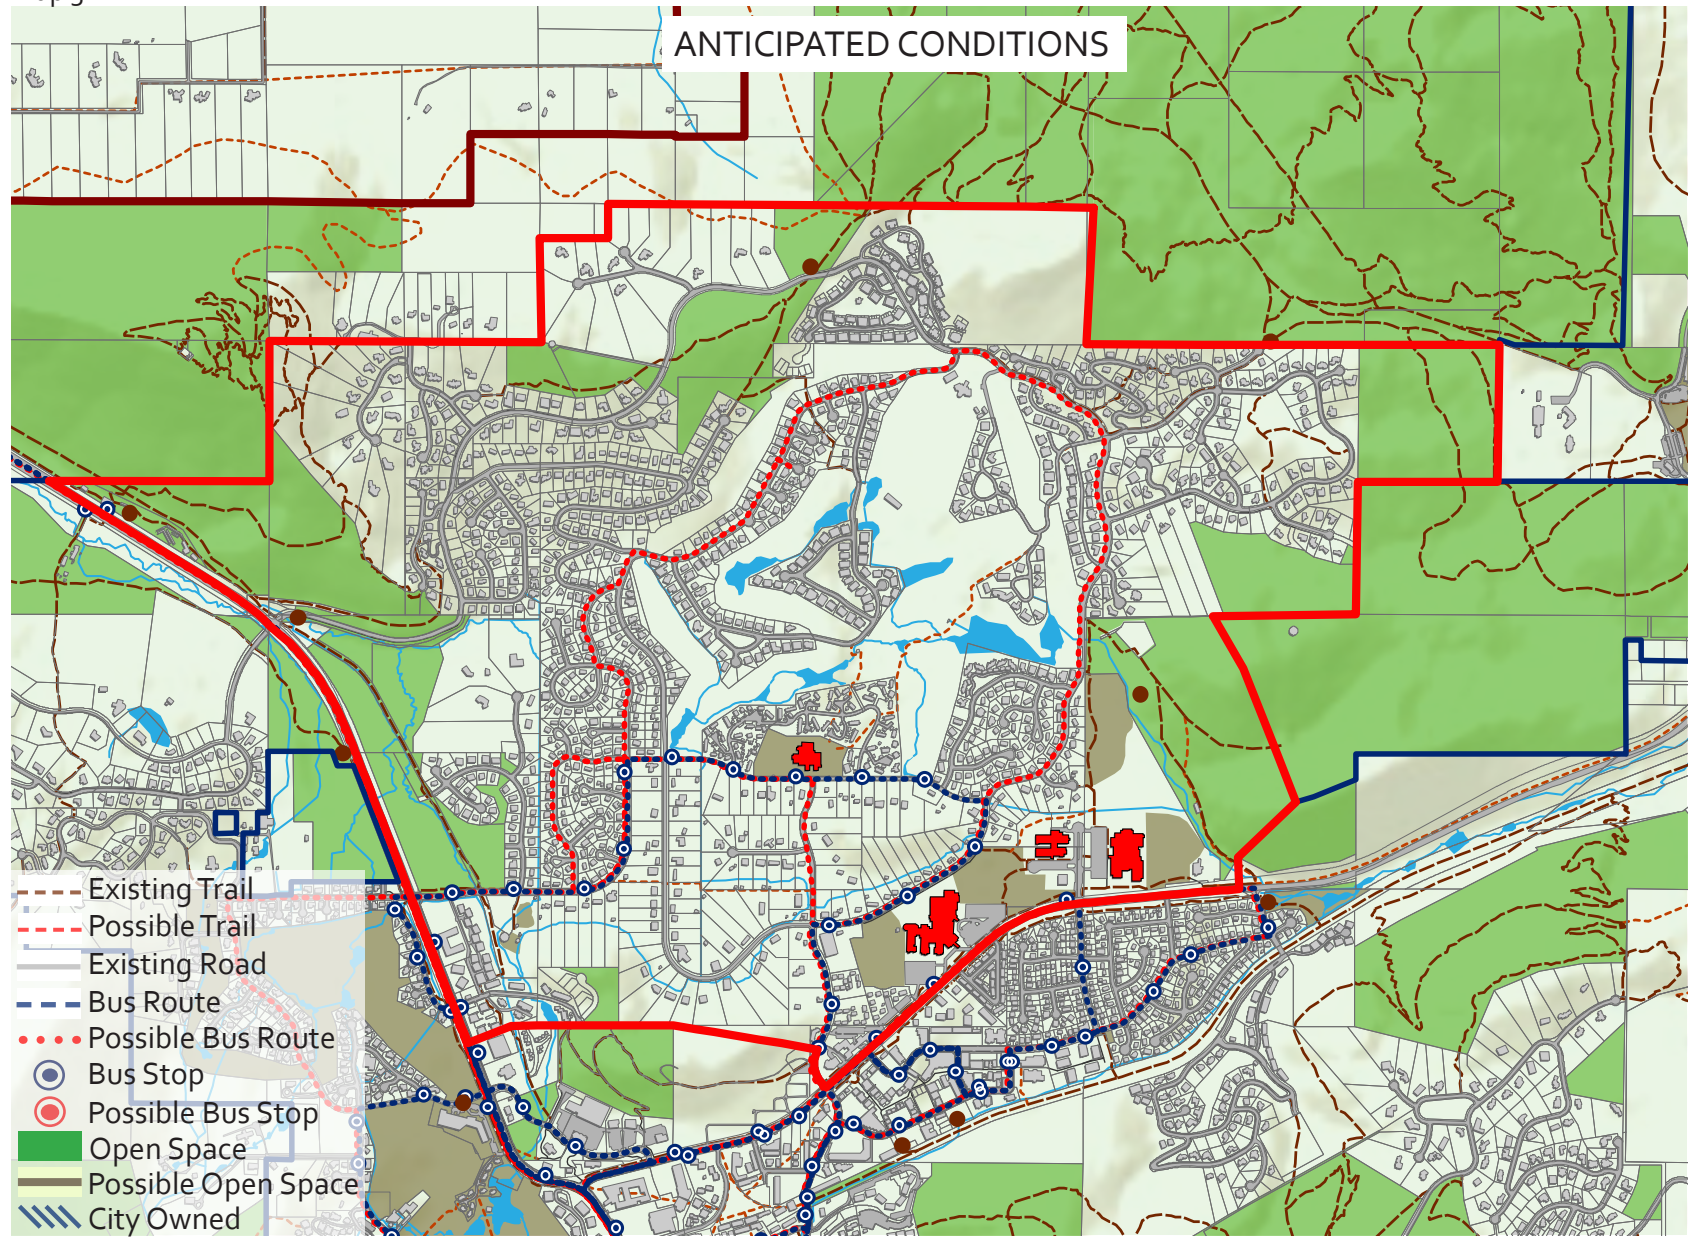 ANTICIPATED CONDITIONS
Existing Trail
Possible Trail
Existing Road
Bus Route
Possible Bus Route
Bus Stop
Possible Bus Stop
Open Space
Possible Open Space
City Owned